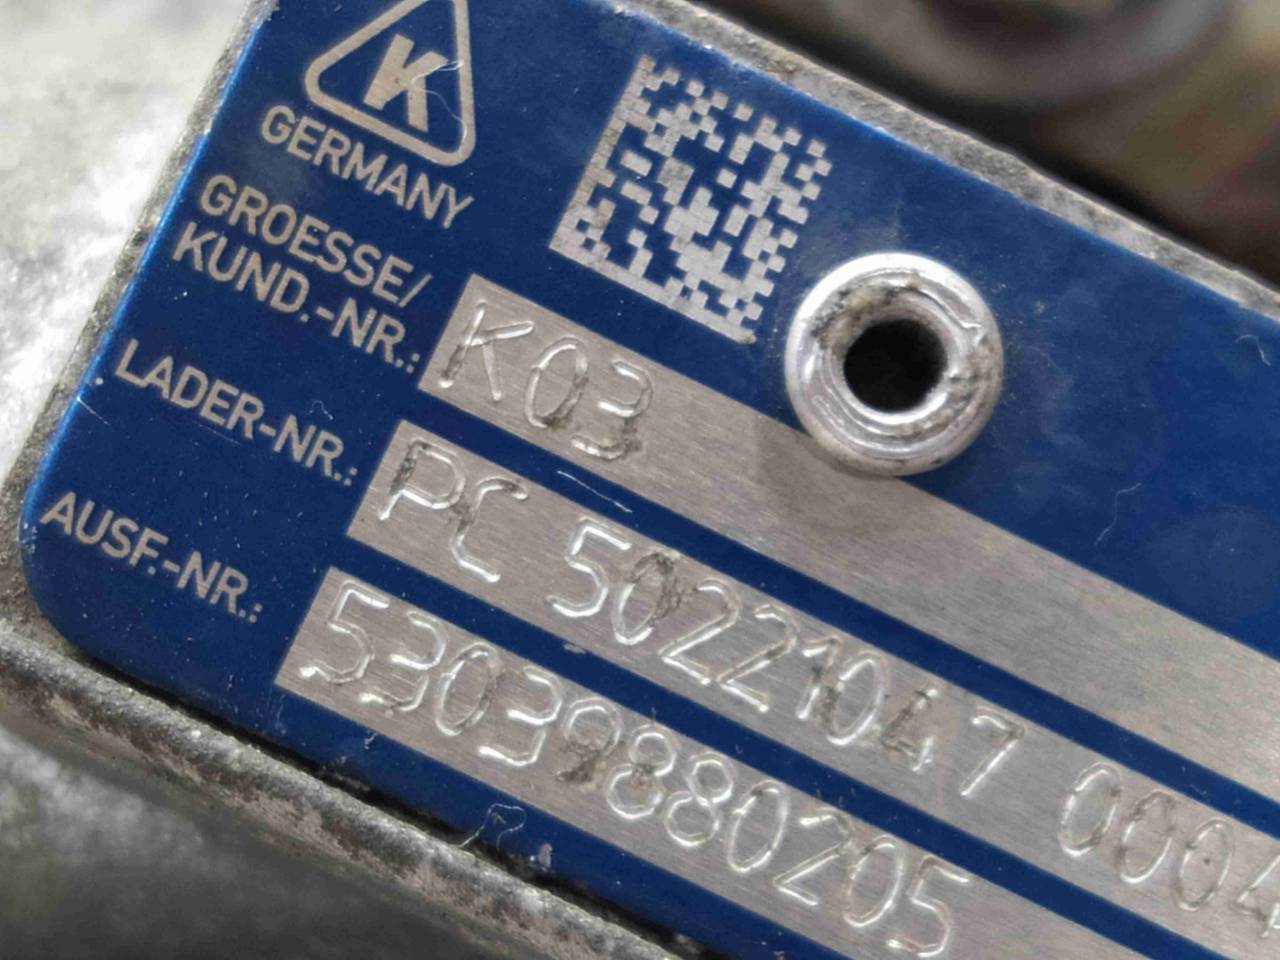 K
GERMANY
GROESSE/
KUND.-NR.: K03
LADER-NR.: PC 50221047 0004
AUSF.-NR.: 53039880205